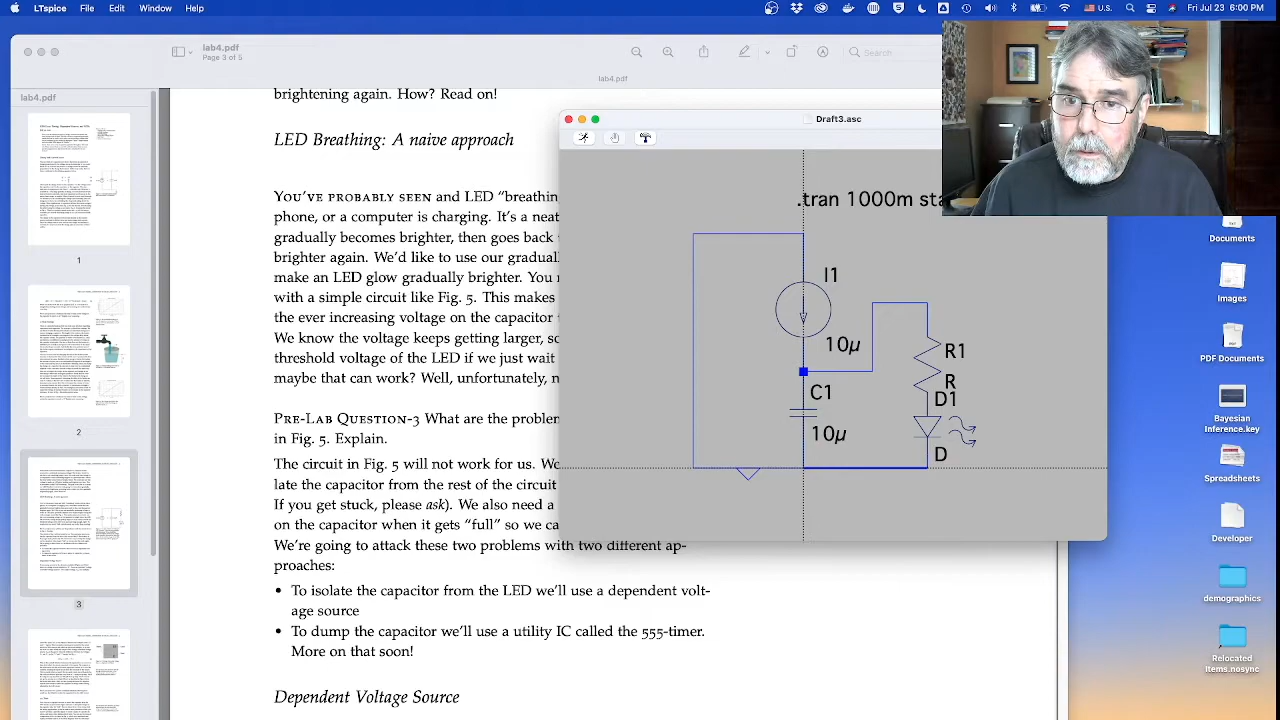 LTspice
Fri Jan 29 6:00 PM
lab4.pdf
Page 3 of 5
Search
lab4.pdf
lab4.pdf
1
2
3
brightening again. How? Read on!
LED Breathing: A naive approach
You've probably seen and LED "breathin
phone, or a computer is charging. It's a neat
gradually becomes brighter, then goes back
brighter again. We'd like to use our gradual
make an LED glow gradually brighter. You
with a simple circuit like Fig. 5. This takes
the ever increasing voltage on the capacitor
We know the voltage keeps getting larger, s
threshold voltage of the LED if we just wait
maybe that can work? Well, unfortunately, n
Pre-Lab Question-3 What are the problem
in Fig. 5. Explain.
The circuit in Fig. 5 will not work for us. We
late the capacitor from the rest of the circuit
If you get stuck, please ask). We also need a
on the capacitor when it gets "full" so we ca
We're going to attack these two problems with two different ap-
proaches:
• To isolate the capacitor from the LED we'll use a dependent volt-
age source
• To dump the capacitor we'll use utility IC called the 555-timer.
More on that soon!
Dependent Voltage Source
Draft3.asc
.tran 1000m sta
I1
10µ
R1
R
C1
D1
10µ
D
Documents
Images
PDF Documents
Bayesian
Inference.key
Spreadsheets
Developer
demographics
Relocated
Items.nosync